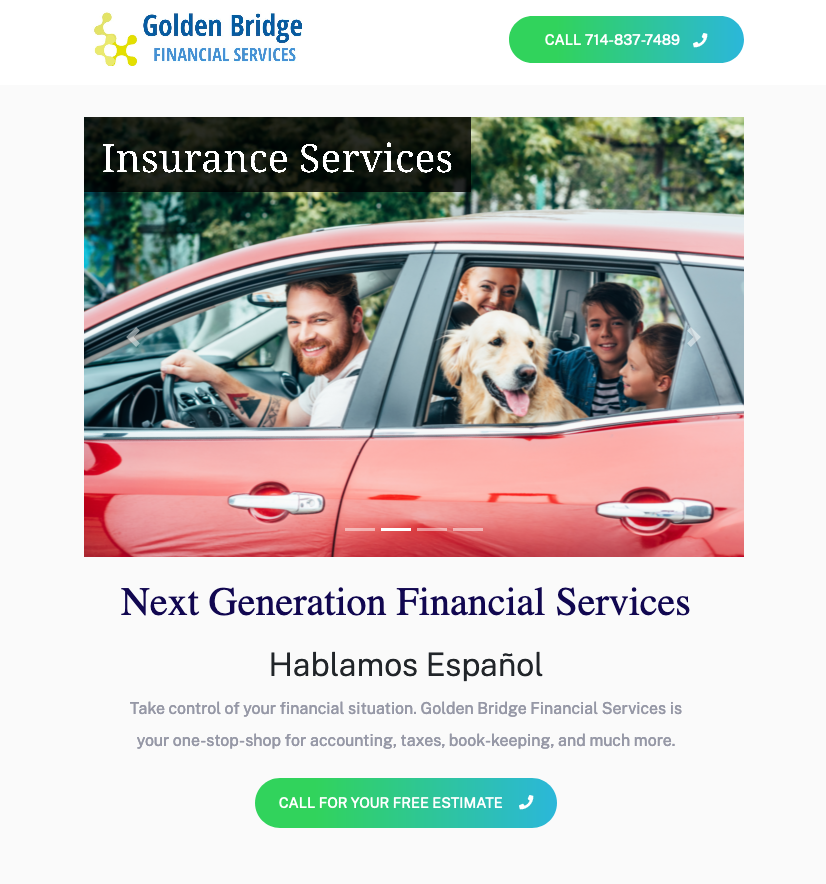 Golden Bridge
FINANCIAL SERVICES
CALL 714-837-7489
Insurance Services
Next Generation Financial Services
Hablamos Español
Take control of your financial situation. Golden Bridge Financial Services is
your one-stop-shop for accounting, taxes, book-keeping, and much more.
CALL FOR YOUR FREE ESTIMATE